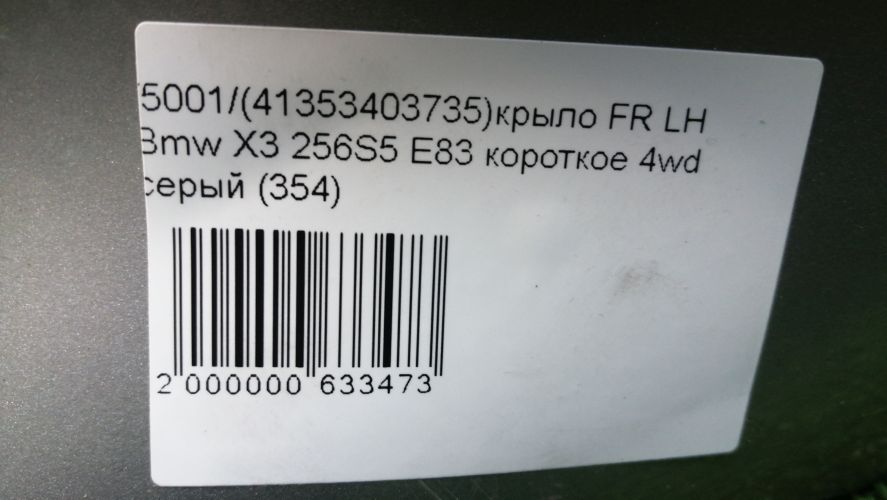 5001/(41353403735)крыло FR LH
Bmw X3 256S5 E83 короткое 4wd
серый (354)
2 000000 633473